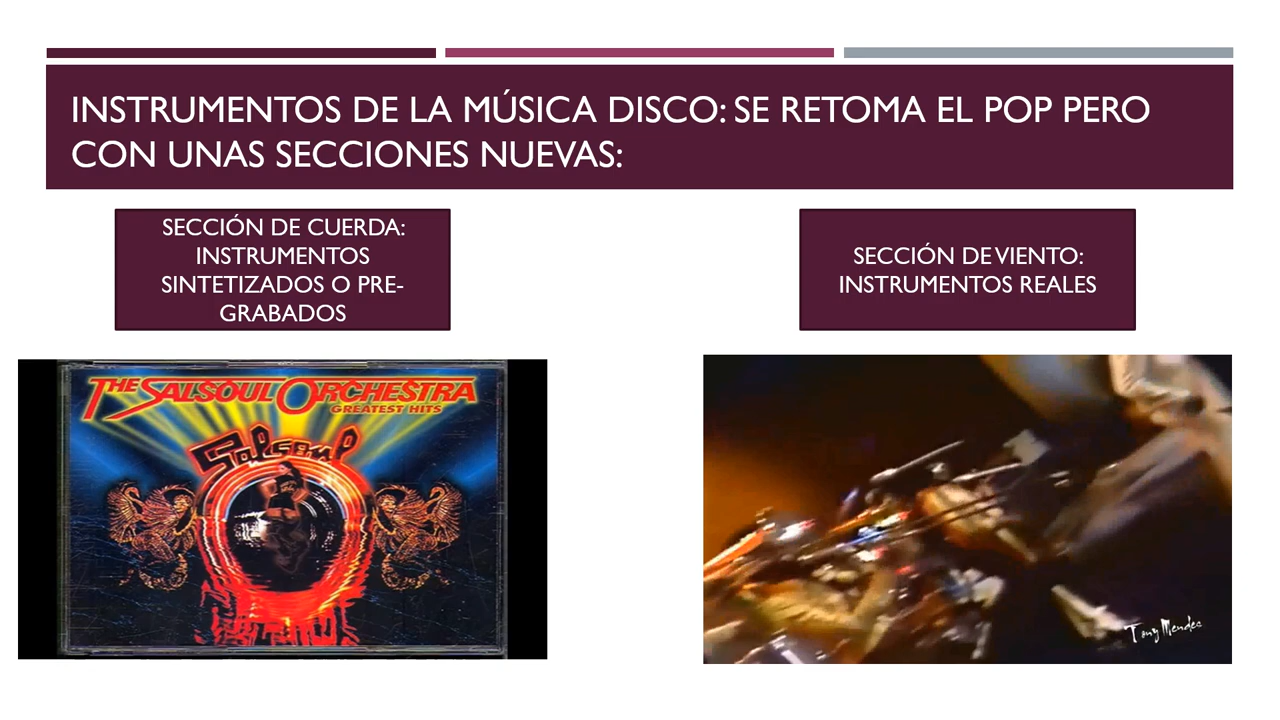 INSTRUMENTOS DE LA MÚSICA DISCO: SE RETOMA EL POP PERO
CON UNAS SECCIONES NUEVAS:
SECCIÓN DE CUERDA:
INSTRUMENTOS
SINTETIZADOS O PRE-
GRABADOS
SECCIÓN DE VIENTO:
INSTRUMENTOS REALES
THE SALSOUL ORCHESTRA
GREATEST HITS
Salsoul
Tony Mendes